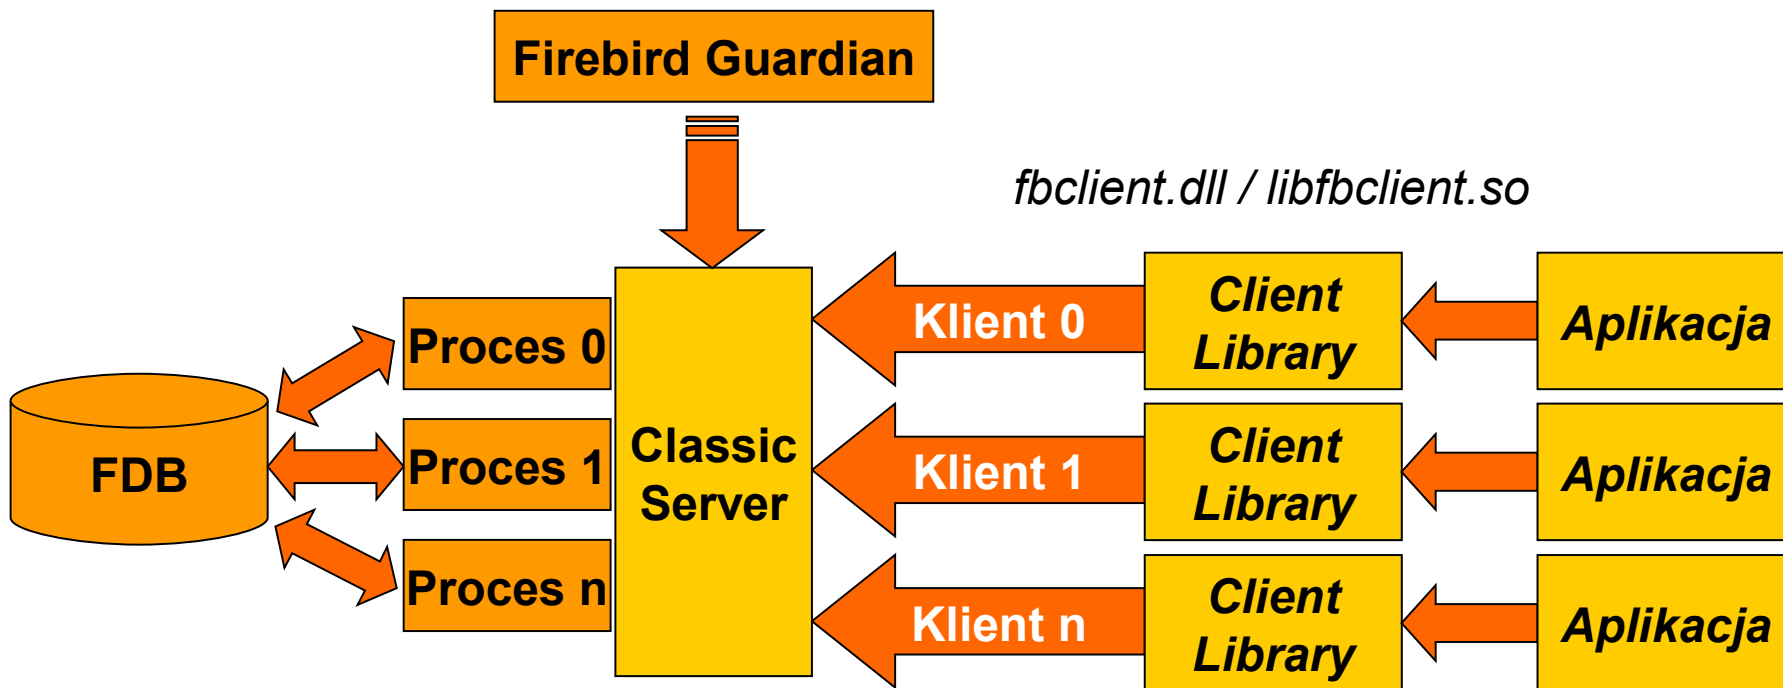 Firebird Guardian
fbclient.dll / libfbclient.so
Proces 0
Klient 0
Client
Library
Aplikacja
FDB
Proces 1
Classic
Server
Klient 1
Client
Library
Aplikacja
Proces n
Klient n
Client
Library
Aplikacja